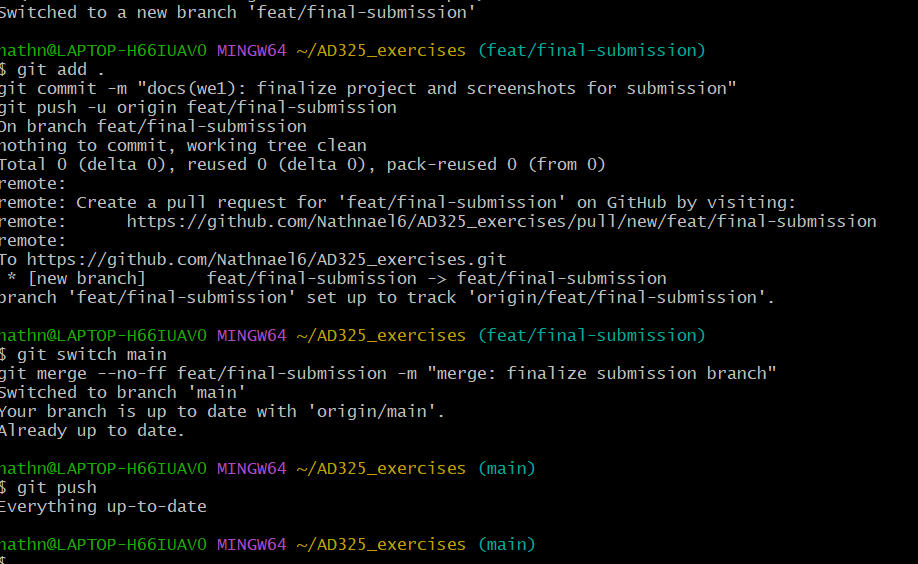 Switched to a new branch 'feat/final-submission'
nathn@LAPTOP-H66IUAVO MINGW64 ~/AD325_exercises (feat/final-submission)
$ git add .
git commit -m "docs(we1): finalize project and screenshots for submission"
git push -u origin feat/final-submission
On branch feat/final-submission
nothing to commit, working tree clean
Total 0 (delta 0), reused 0 (delta 0), pack-reused 0 (from 0)
remote:
remote: Create a pull request for 'feat/final-submission' on GitHub by visiting:
remote:      https://github.com/Nathnael6/AD325_exercises/pull/new/feat/final-submission
remote:
To https://github.com/Nathnael6/AD325_exercises.git
 * [new branch]      feat/final-submission -> feat/final-submission
branch 'feat/final-submission' set up to track 'origin/feat/final-submission'.
nathn@LAPTOP-H66IUAVO MINGW64 ~/AD325_exercises (feat/final-submission)
$ git switch main
git merge --no-ff feat/final-submission -m "merge: finalize submission branch"
Switched to branch 'main'
Your branch is up to date with 'origin/main'.
Already up to date.
nathn@LAPTOP-H66IUAVO MINGW64 ~/AD325_exercises (main)
$ git push
Everything up-to-date
nathn@LAPTOP-H66IUAVO MINGW64 ~/AD325_exercises (main)
$